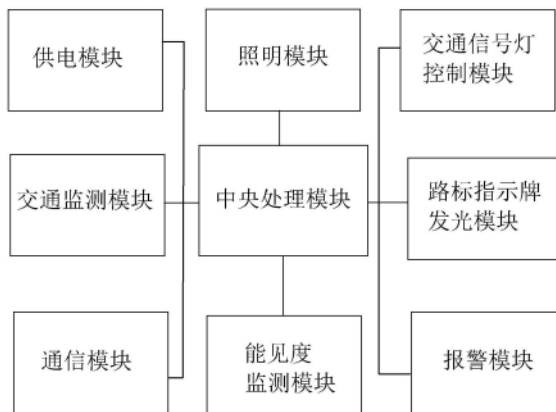 供电模块
照明模块
交通信号灯
控制模块
交通监测模块
中央处理模块
路标指示牌
发光模块
通信模块
能见度
监测模块
报警模块